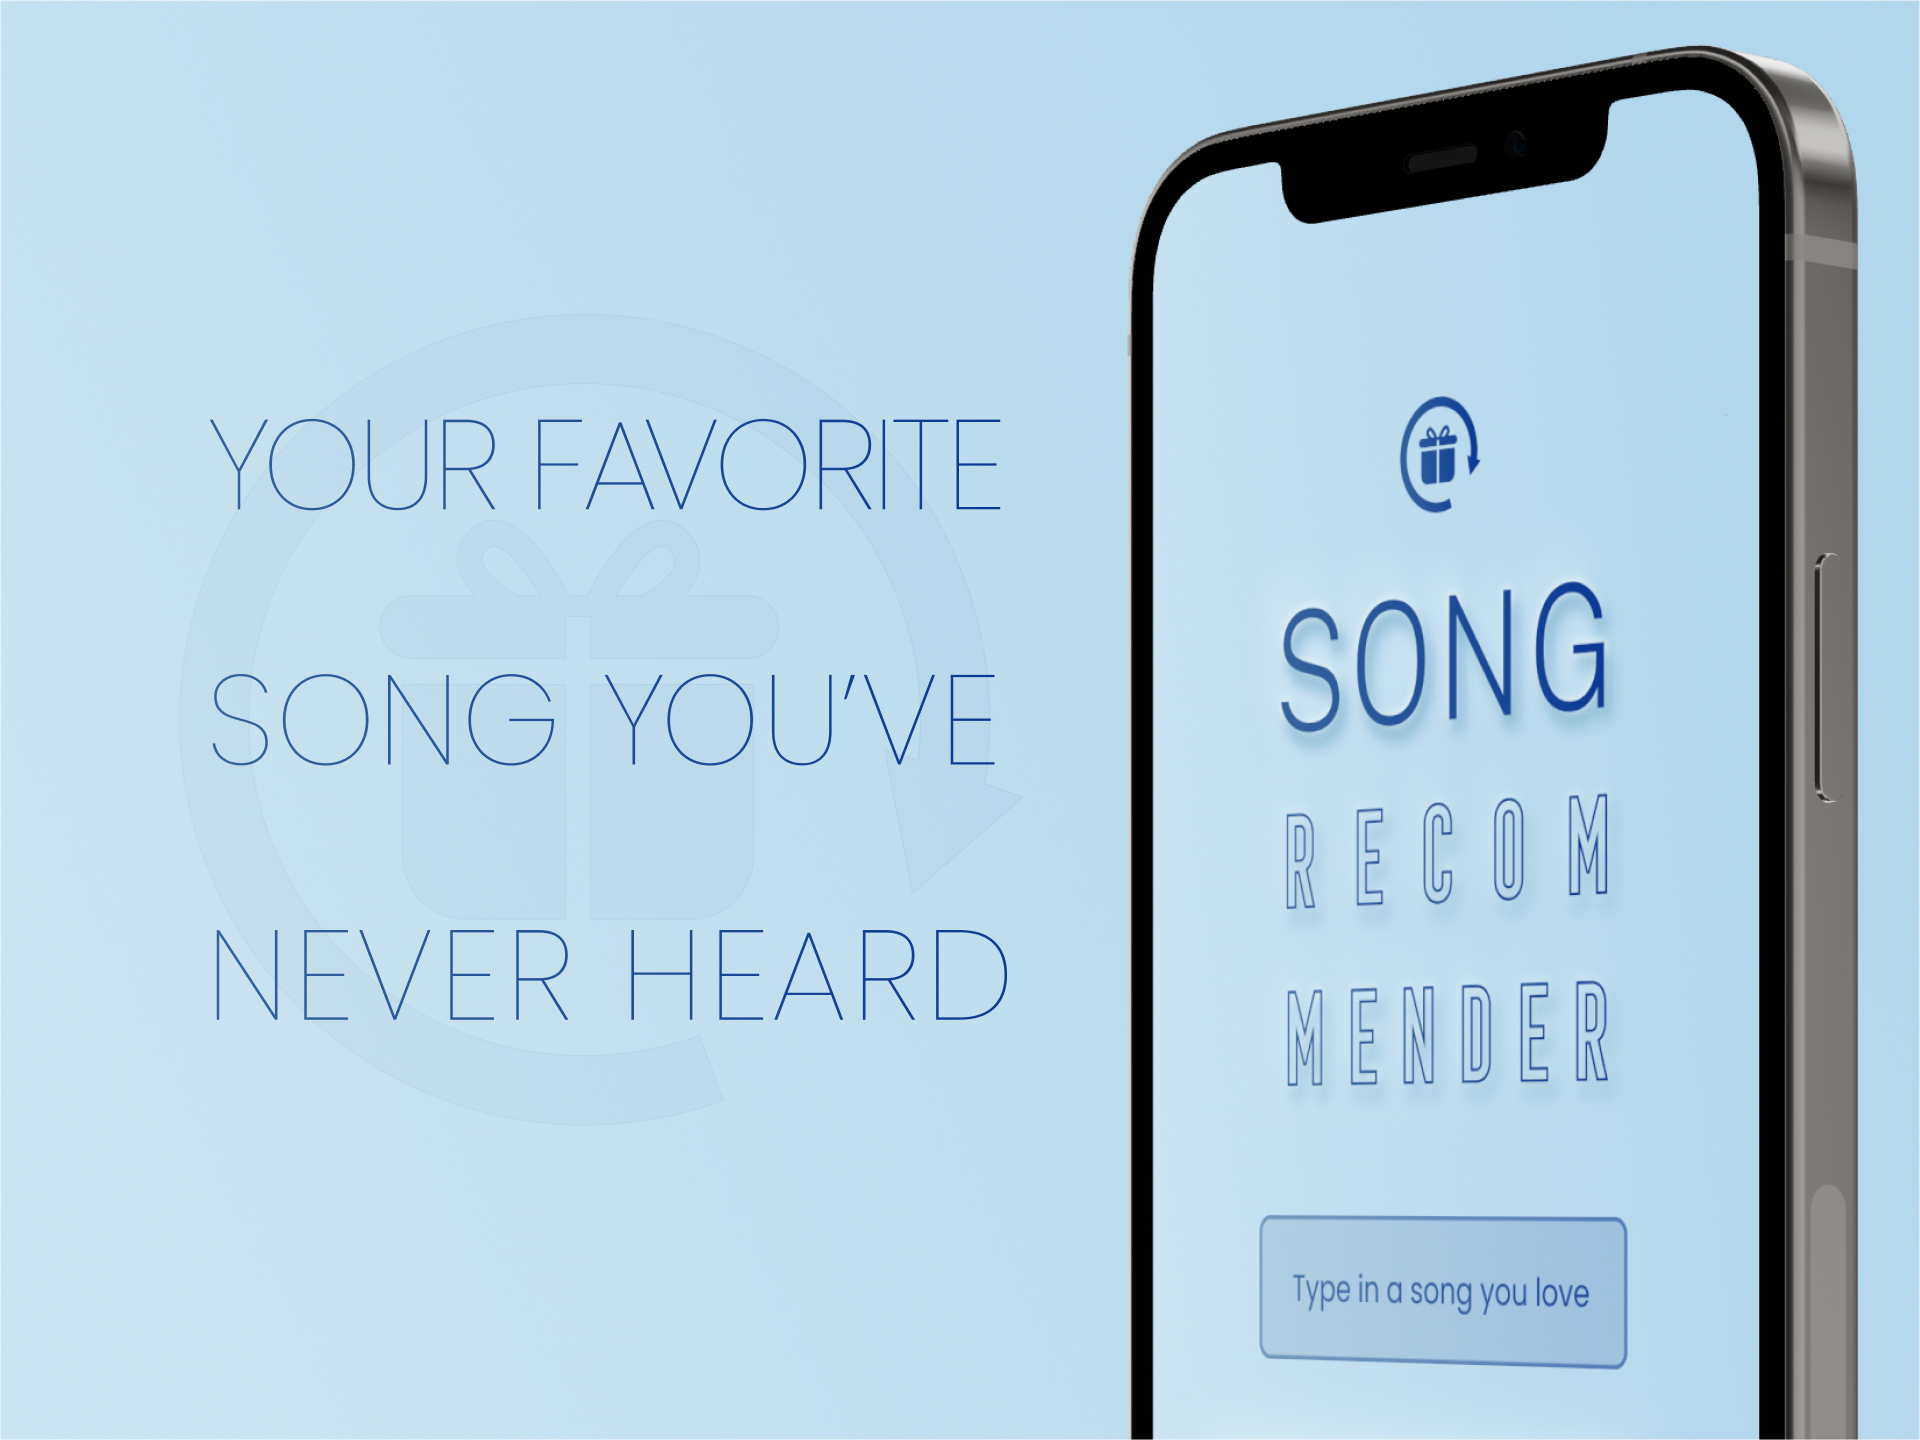 YOUR FAVORITE
SONG YOU'VE
NEVER HEARD
SONG
RECOM
MENDER
Type in a song you love